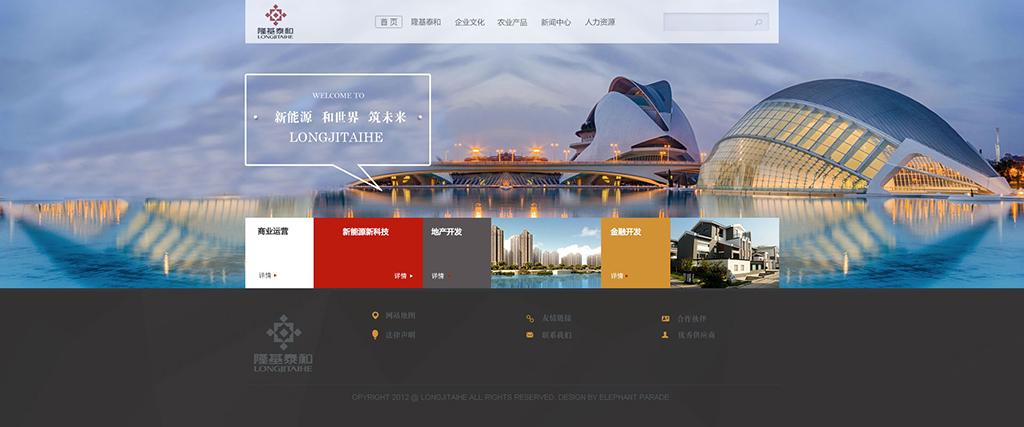 隆基泰和
LONGJITAIHE
首 页 隆基泰和 企业文化 农业产品 新闻中心 人力资源
WELCOME TO
• 新能源 和世界 筑未来 •
LONGJITAIHE
商业运营 新能源新科技 地产开发 金融开发
详情 详情 详情 详情
网站地图 友情链接 合作伙伴
法律声明 联系我们 优秀供应商
隆基泰和
LONGJITAIHE
OPYRIGHT 2012 @ LONGJITAIHE ALL RIGHTS RESERVED. DESIGN BY ELEPHANT PARADE